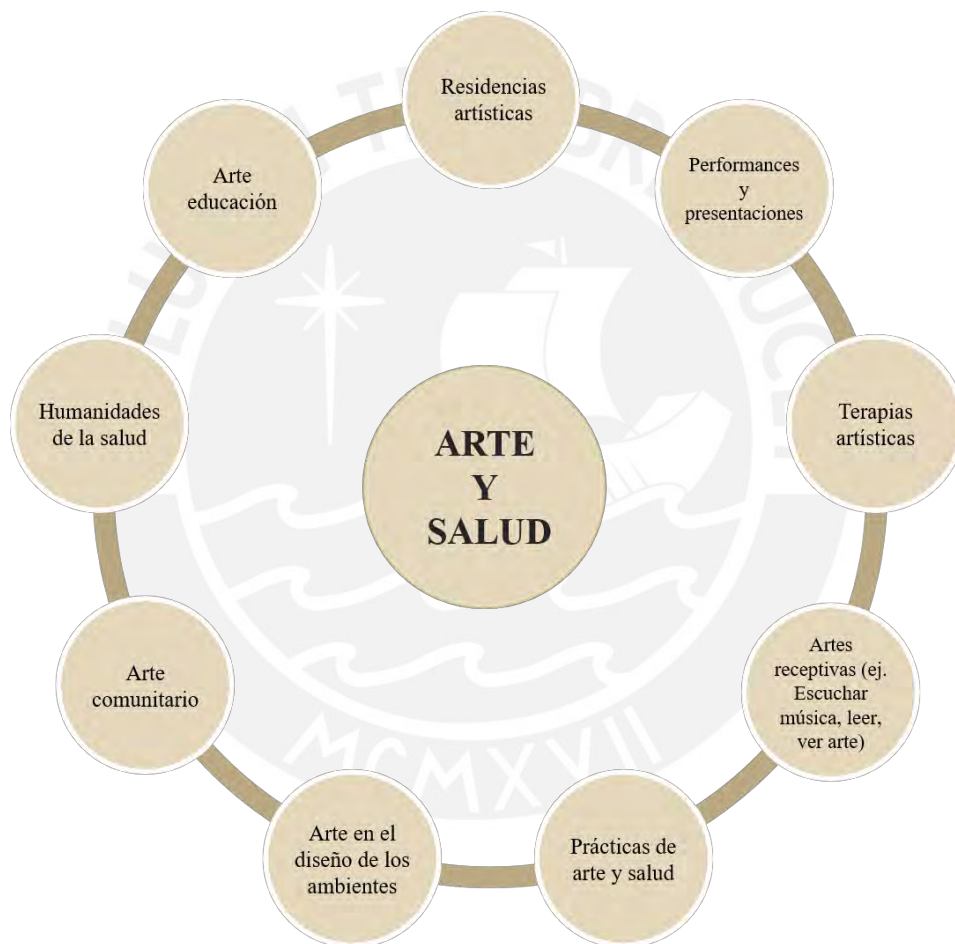 Residencias
artísticas
Performances
y
presentaciones
Terapias
artísticas
Artes
receptivas (ej.
Escuchar
música, leer,
ver arte)
Prácticas de
arte y salud
Arte en el
diseño de los
ambientes
Arte
comunitario
Humanidades
de la salud
Arte
educación
ARTE
Y
SALUD
MCMXVII